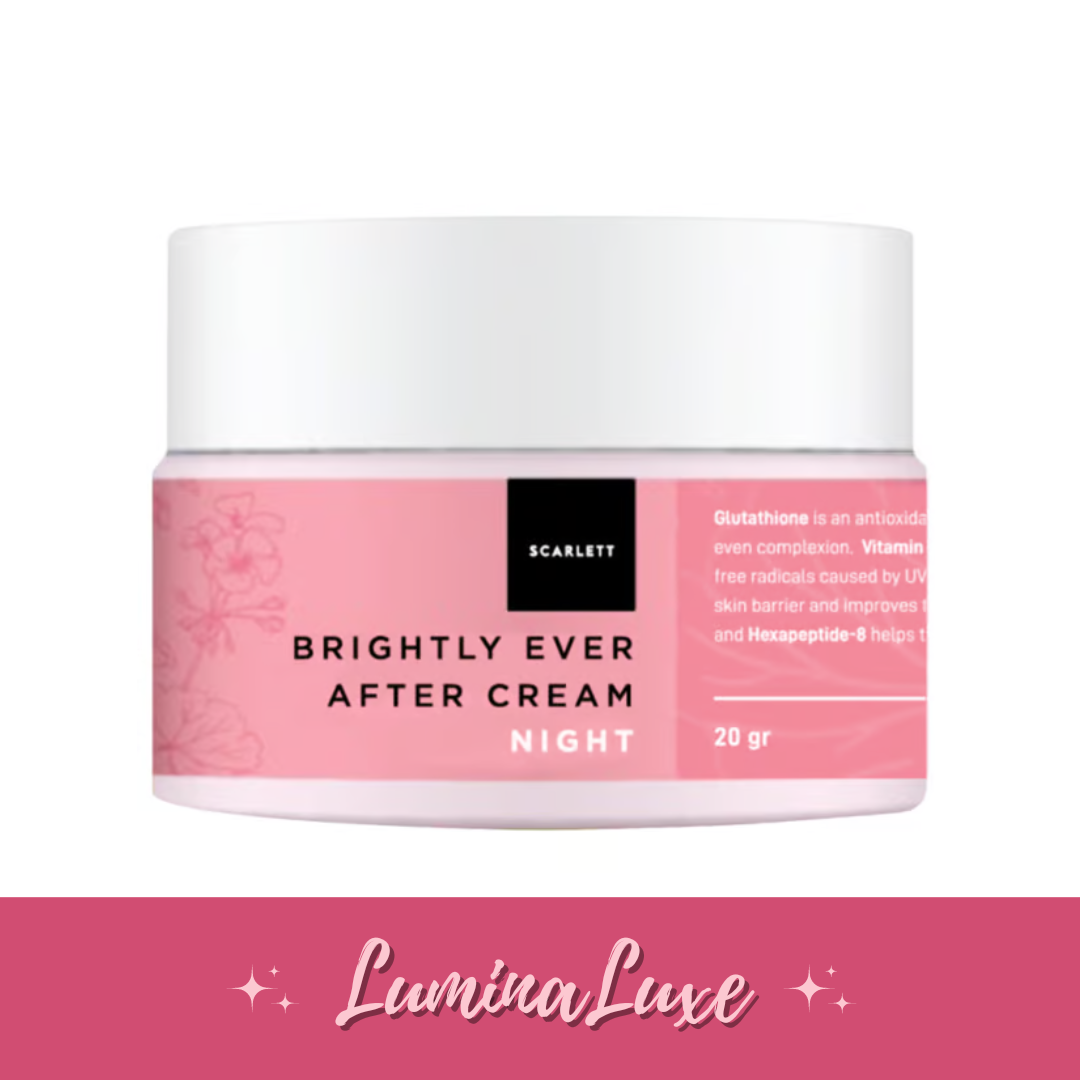 SCARLETT
BRIGHTLY EVER
AFTER CREAM
NIGHT
Glutathione is an
even complexion. Vitamin
free radicals caused by UV
skin barrier and improves
and Hexapeptide-8 helps
20 gr
LuminaLuxe